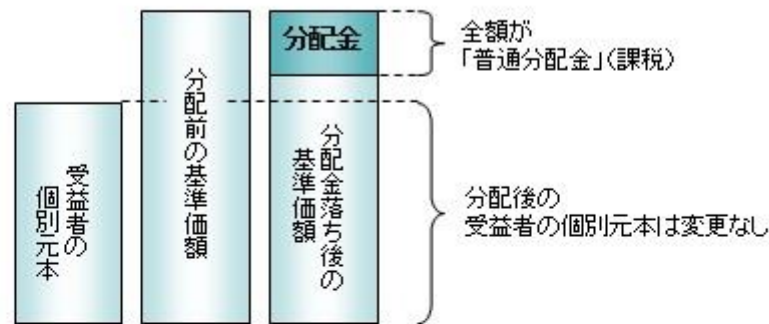 受益者の
個別元本
分配前の基準価額
分配金
分配金落ち後の
基準価額
全額が
「普通分配金」(課税)
分配後の
受益者の個別元本は変更なし